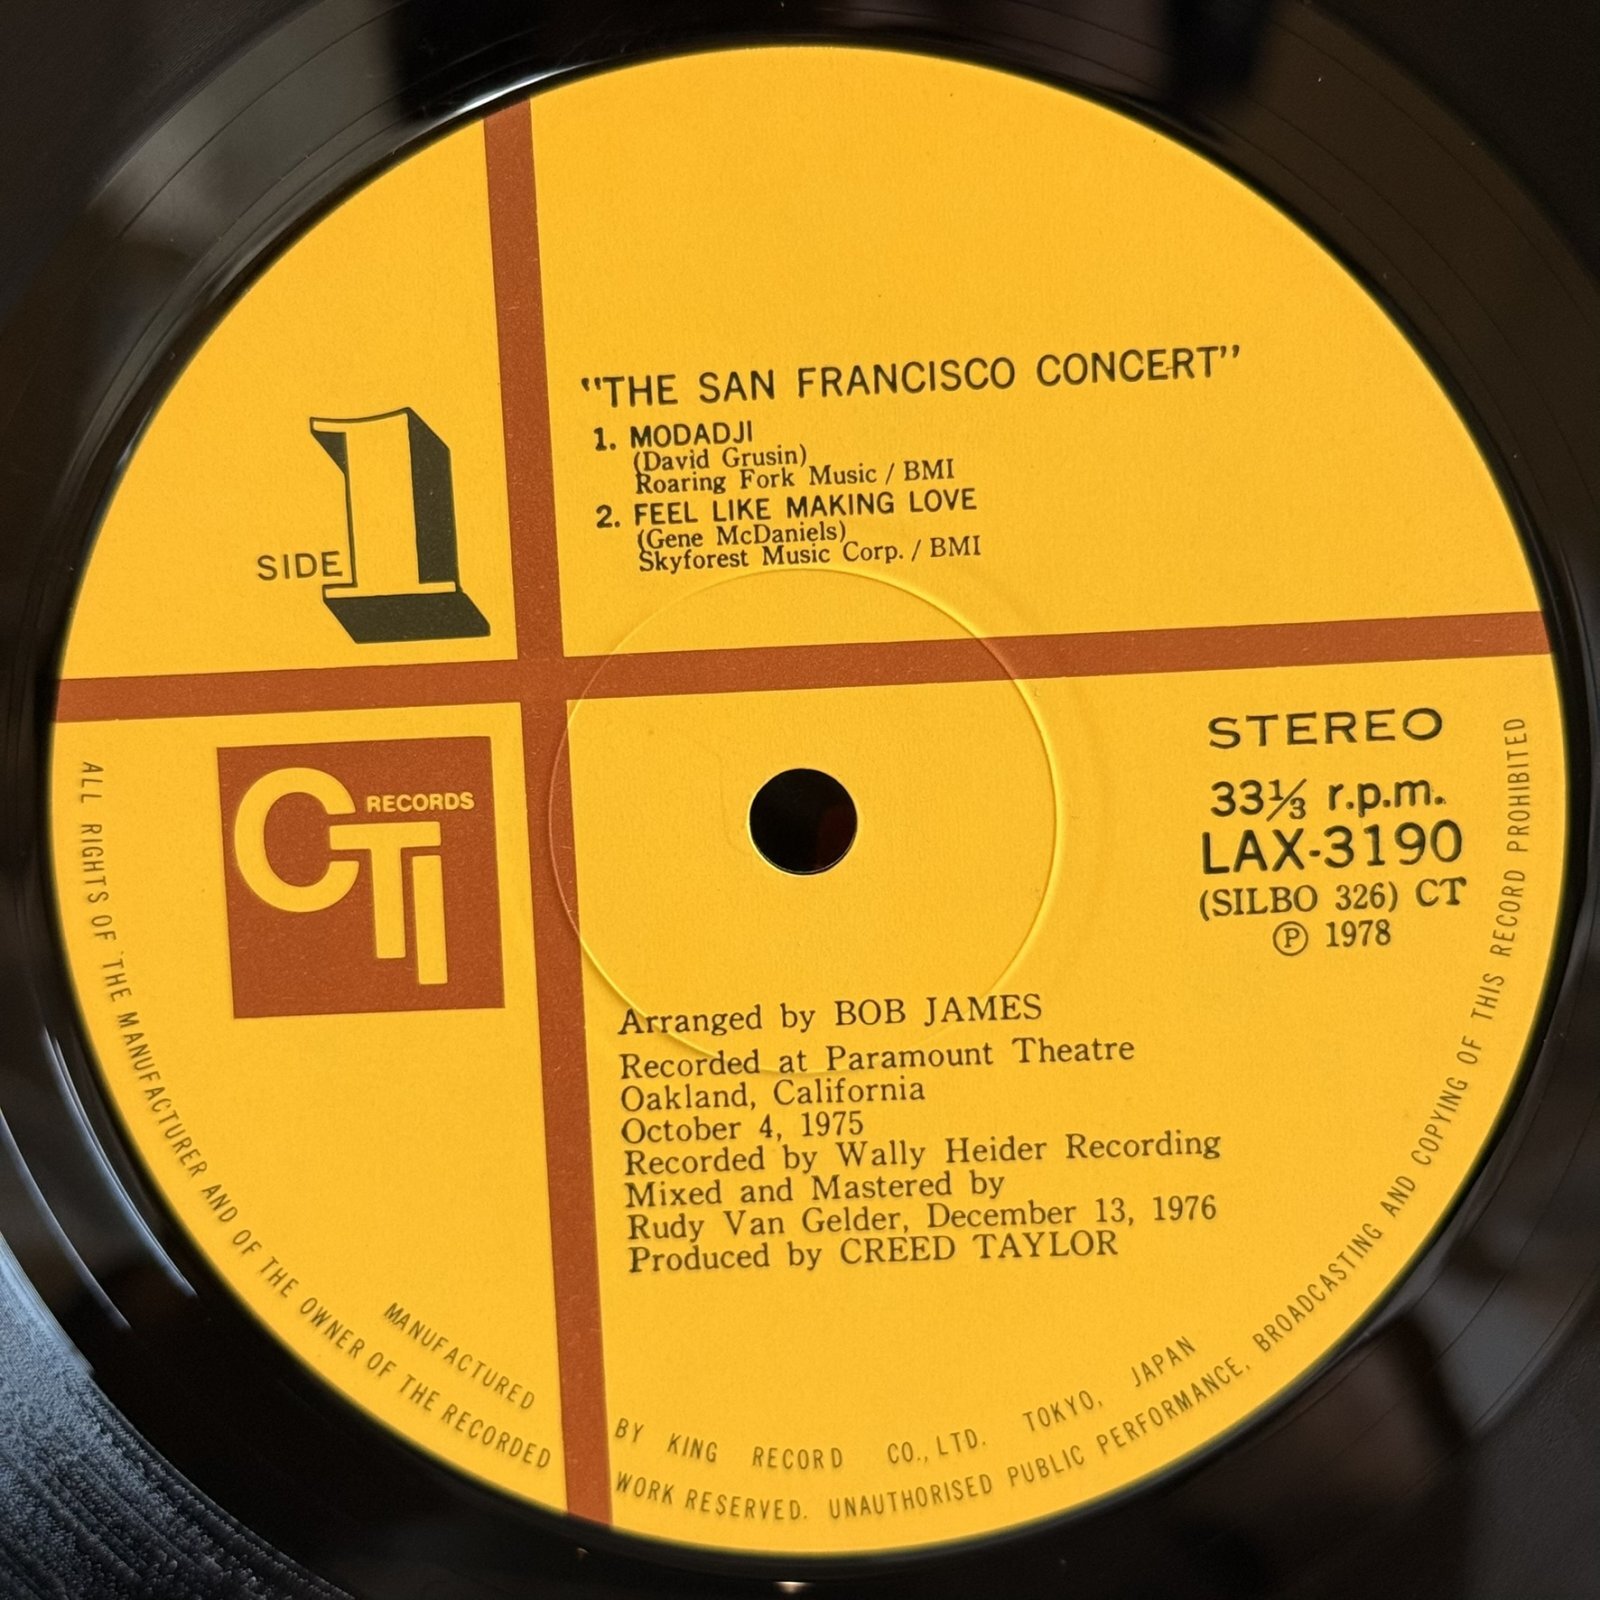 "THE SAN FRANCISCO CONCERT"
1. MODADJI
(David Grusin)
Roaring Fork Music / BMI
2. FEEL LIKE MAKING LOVE
(Gene McDaniels)
Skyforest Music Corp. / BMI
SIDE 1
CTI RECORDS
STEREO
33⅓ r.p.m.
LAX-3190
(SILBO 326) CT
Ⓟ 1978
Arranged by BOB JAMES
Recorded at Paramount Theatre
Oakland, California
October 4, 1975
Recorded by Wally Heider Recording
Mixed and Mastered by
Rudy Van Gelder, December 13, 1976
Produced by CREED TAYLOR
MANUFACTURED BY KING RECORD CO., LTD. TOKYO, JAPAN
ALL RIGHTS OF THE MANUFACTURER AND OF THE OWNER OF THE RECORDED WORK RESERVED. UNAUTHORISED PUBLIC PERFORMANCE, BROADCASTING AND COPYING OF THIS RECORD PROHIBITED